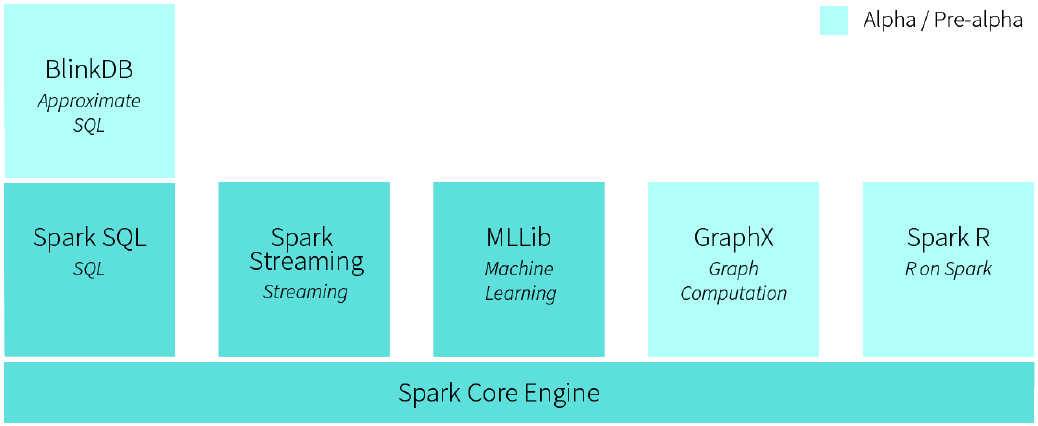 Alpha / Pre-alpha
BlinkDB
Approximate
SQL
Spark SQL
SQL
Spark
Streaming
Streaming
MLLib
Machine
Learning
GraphX
Graph
Computation
Spark R
R on Spark
Spark Core Engine